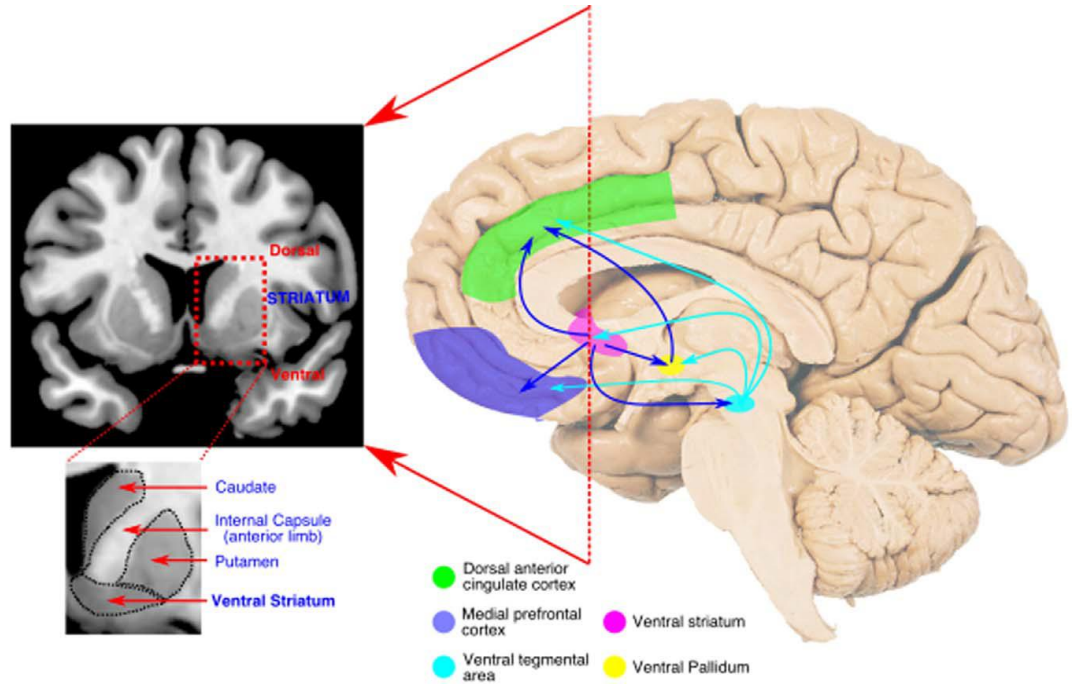 Dorsal
STRIATUM
Ventral
Caudate
Internal Capsule
(anterior limb)
Putamen
Ventral Striatum
Dorsal anterior
cingulate cortex
Medial prefrontal
cortex
Ventral striatum
Ventral tegmental
area
Ventral Pallidum